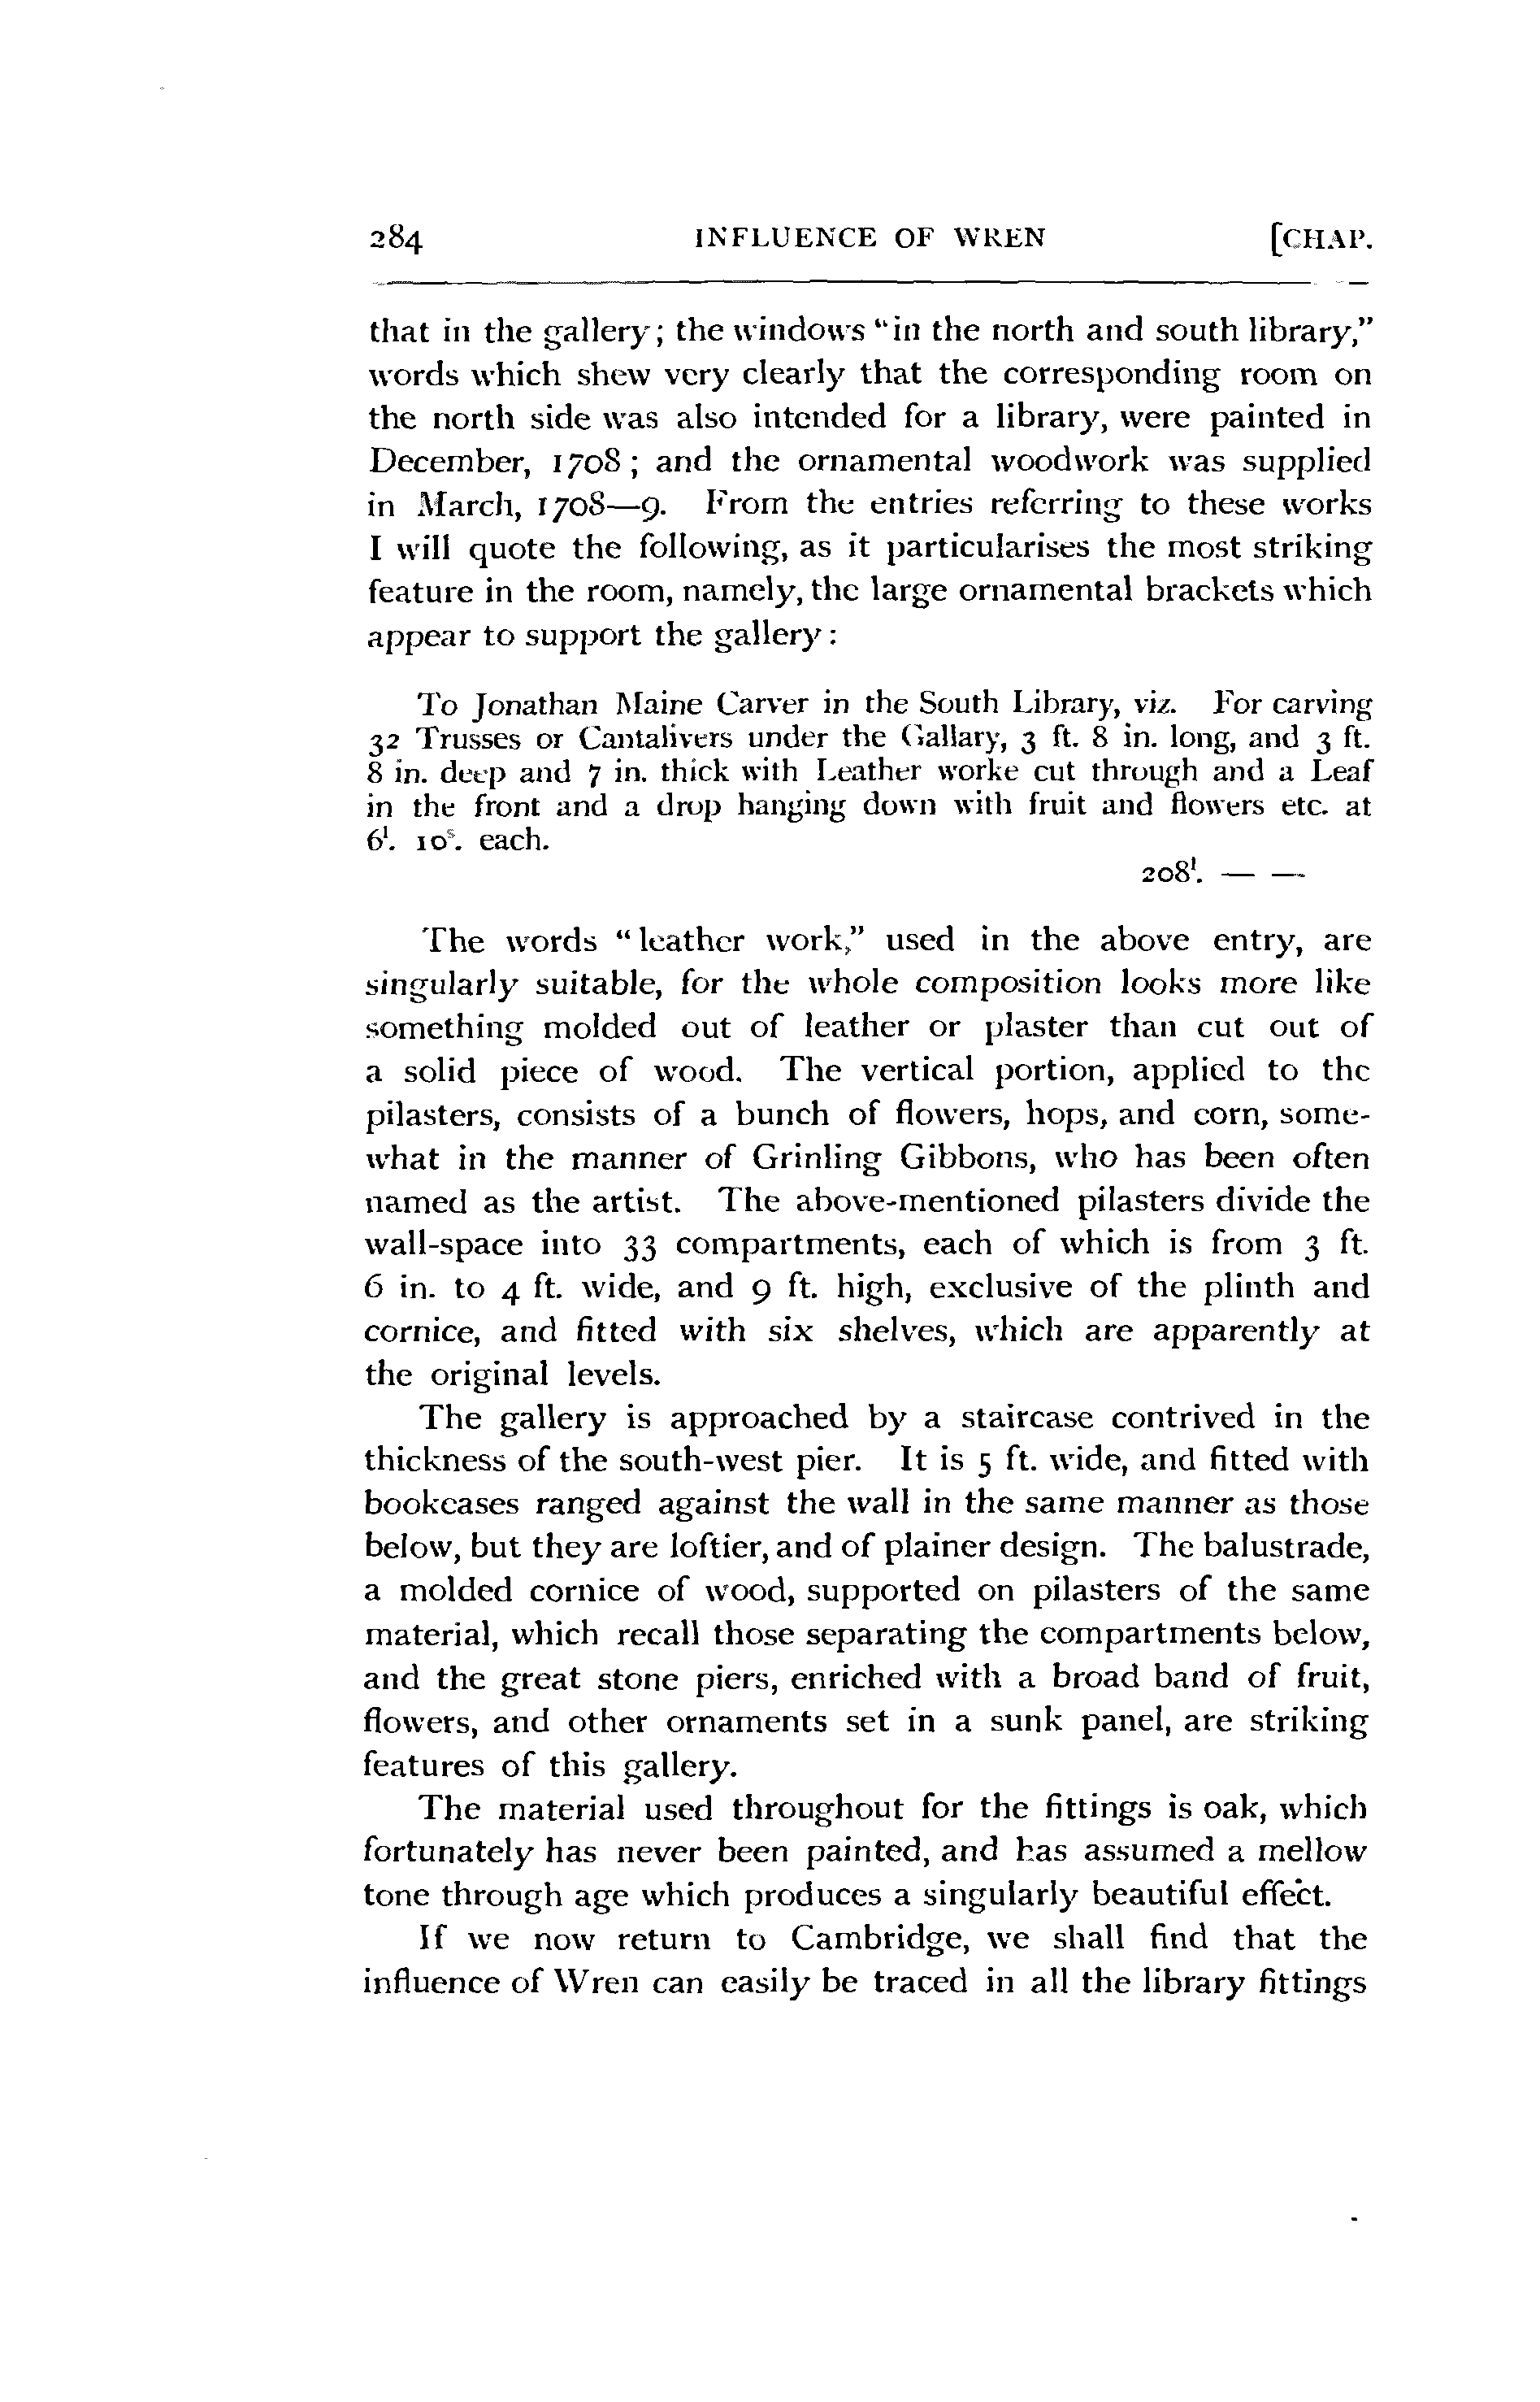 284 INFLUENCE OF WREN [CHAP.
that in the gallery; the windows "in the north and south library,"
words which shew very clearly that the corresponding room on
the north side was also intended for a library, were painted in
December, 1708; and the ornamental woodwork was supplied
in March, 1708—9. From the entries referring to these works
I will quote the following, as it particularises the most striking
feature in the room, namely, the large ornamental brackets which
appear to support the gallery:
To Jonathan Maine Carver in the South Library, viz. For carving
32 Trusses or Cantalivers under the Gallary, 3 ft. 8 in. long, and 3 ft.
8 in. deep and 7 in. thick with Leather worke cut through and a Leaf
in the front and a drop hanging down with fruit and flowers etc. at
6ˡ. 10ˢ. each.
208ˡ. — —
The words "leather work," used in the above entry, are
singularly suitable, for the whole composition looks more like
something molded out of leather or plaster than cut out of
a solid piece of wood. The vertical portion, applied to the
pilasters, consists of a bunch of flowers, hops, and corn, some-
what in the manner of Grinling Gibbons, who has been often
named as the artist. The above-mentioned pilasters divide the
wall-space into 33 compartments, each of which is from 3 ft.
6 in. to 4 ft. wide, and 9 ft. high, exclusive of the plinth and
cornice, and fitted with six shelves, which are apparently at
the original levels.
The gallery is approached by a staircase contrived in the
thickness of the south-west pier. It is 5 ft. wide, and fitted with
bookcases ranged against the wall in the same manner as those
below, but they are loftier, and of plainer design. The balustrade,
a molded cornice of wood, supported on pilasters of the same
material, which recall those separating the compartments below,
and the great stone piers, enriched with a broad band of fruit,
flowers, and other ornaments set in a sunk panel, are striking
features of this gallery.
The material used throughout for the fittings is oak, which
fortunately has never been painted, and has assumed a mellow
tone through age which produces a singularly beautiful effect.
If we now return to Cambridge, we shall find that the
influence of Wren can easily be traced in all the library fittings